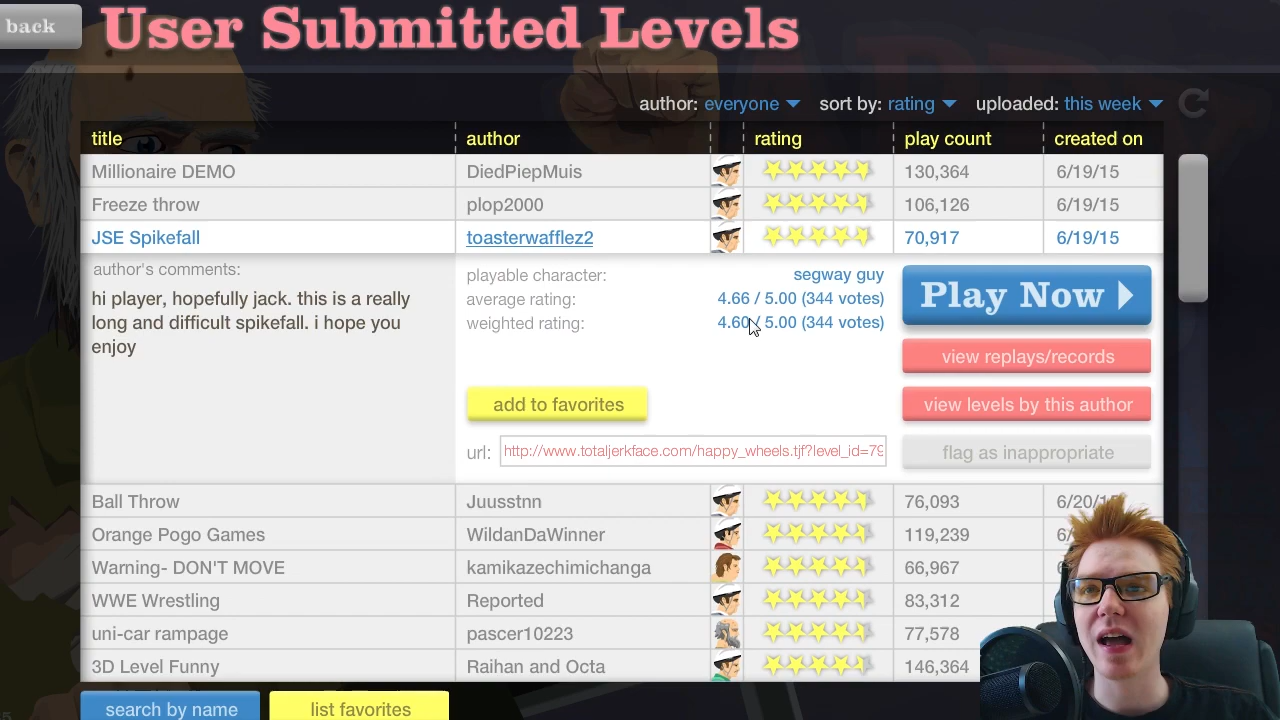 back
User Submitted Levels
author: everyone sort by: rating uploaded: this week
title author rating play count created on
Millionaire DEMO DiedPiepMuis 130,364 6/19/15
Freeze throw plop2000 106,126 6/19/15
JSE Spikefall toasterwafflez2 70,917 6/19/15
author's comments:
hi player, hopefully jack. this is a really
long and difficult spikefall. i hope you
enjoy
playable character: segway guy
average rating: 4.66 / 5.00 (344 votes)
weighted rating: 4.60 / 5.00 (344 votes)
add to favorites
url: http://www.totaljerkface.com/happy_wheels.tjf?level_id=79
Play Now
view replays/records
view levels by this author
flag as inappropriate
Ball Throw Juusstnn 76,093 6/20/15
Orange Pogo Games WildanDaWinner 119,239
Warning- DON'T MOVE kamikazechimichanga 66,967
WWE Wrestling Reported 83,312
uni-car rampage pascer10223 77,578
3D Level Funny Raihan and Octa 146,364
search by name list favorites